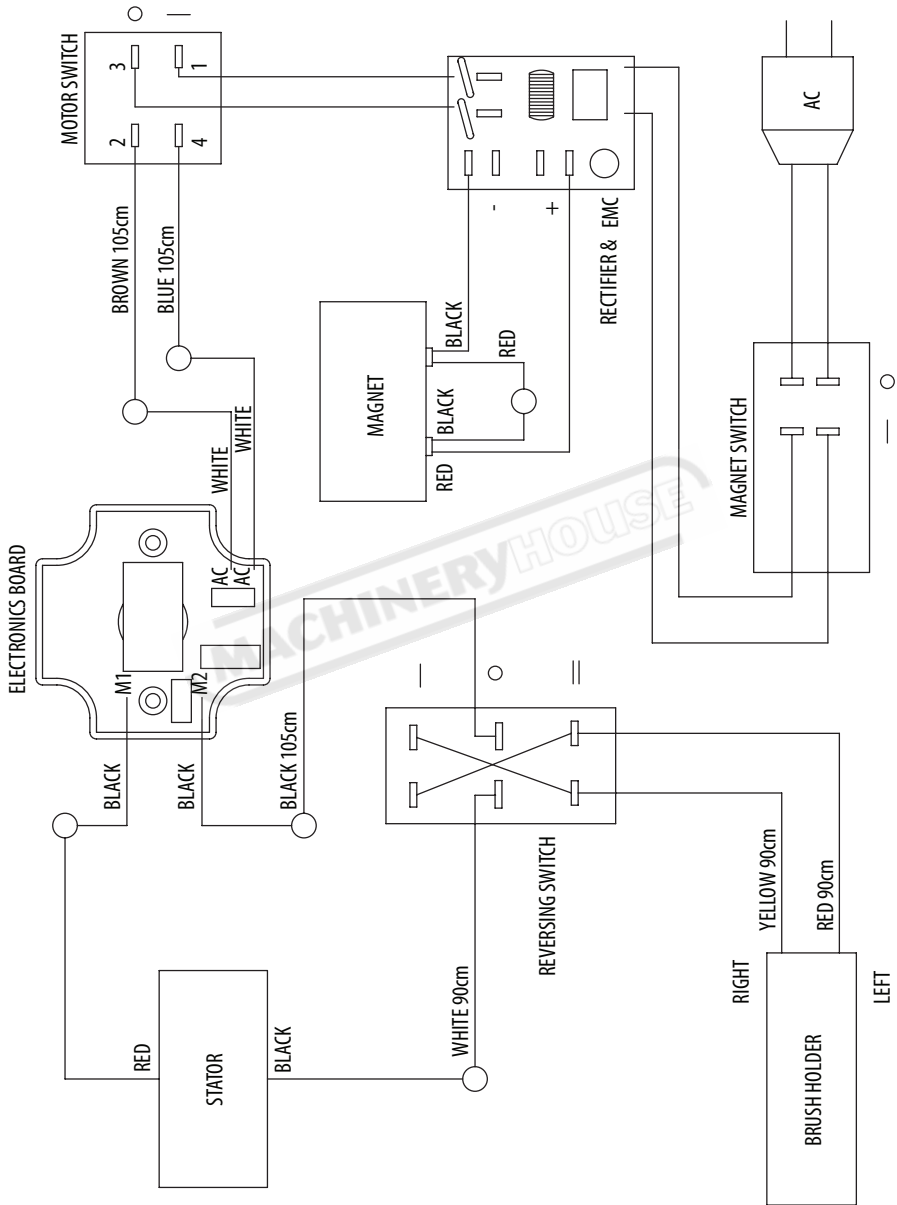 MOTOR SWITCH
3
1
2
4
BROWN 105cm
BLUE 105cm
WHITE
WHITE
ELECTRONICS BOARD
AC
AC
M1
M2
BLACK
BLACK
BLACK 105cm
RED
STATOR
BLACK
WHITE 90cm
REVERSING SWITCH
YELLOW 90cm
RED 90cm
RIGHT
LEFT
BRUSH HOLDER
MAGNET
BLACK
RED
BLACK
RED
-
+
RECTIFIER & EMC
MAGNET SWITCH
AC
MACHINERYHOUSE